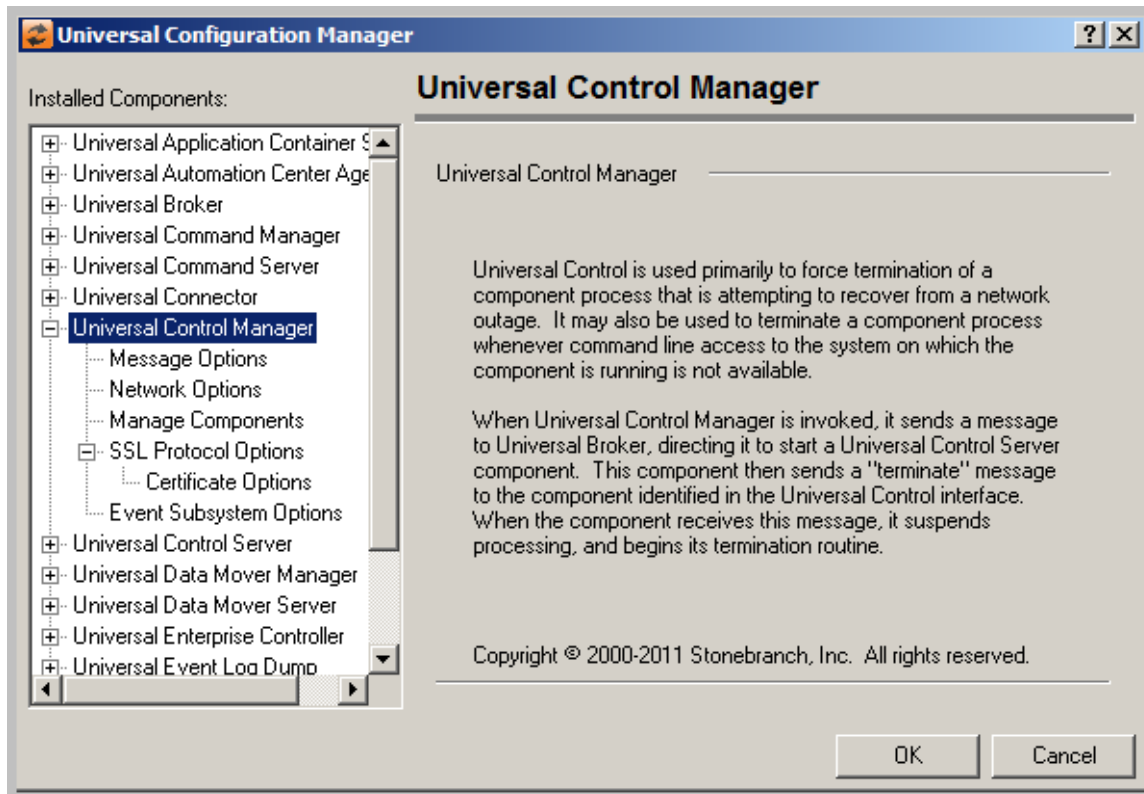 Universal Configuration Manager
Installed Components:
Universal Application Container
Universal Automation Center Age
Universal Broker
Universal Command Manager
Universal Command Server
Universal Connector
Universal Control Manager
Message Options
Network Options
Manage Components
SSL Protocol Options
Certificate Options
Event Subsystem Options
Universal Control Server
Universal Data Mover Manager
Universal Data Mover Server
Universal Enterprise Controller
Universal Event Log Dump
Universal Control Manager
Universal Control Manager
Universal Control is used primarily to force termination of a
component process that is attempting to recover from a network
outage.  It may also be used to terminate a component process
whenever command line access to the system on which the
component is running is not available.
When Universal Control Manager is invoked, it sends a message
to Universal Broker, directing it to start a Universal Control Server
component.  This component then sends a "terminate" message
to the component identified in the Universal Control interface.
When the component receives this message, it suspends
processing, and begins its termination routine.
Copyright © 2000-2011 Stonebranch, Inc.  All rights reserved.
OK
Cancel